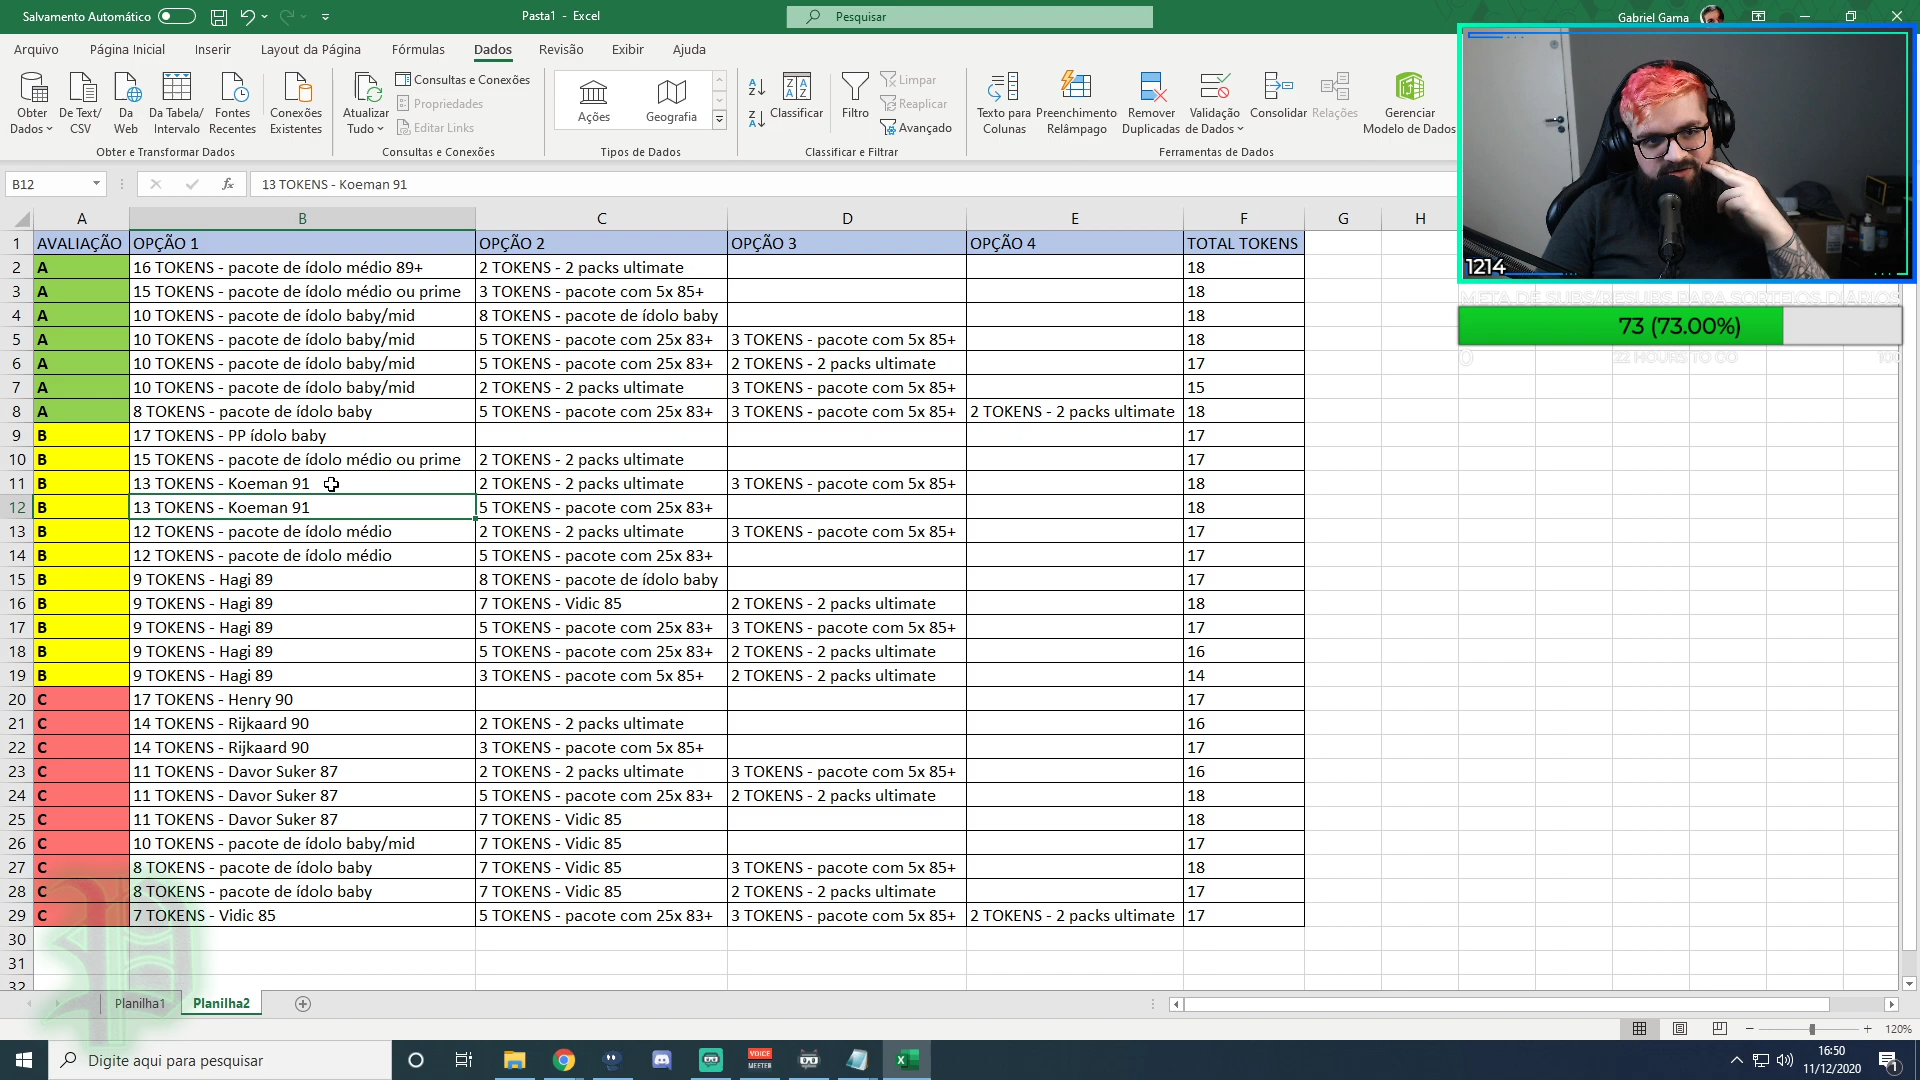 Salvamento Automático
Pasta1 - Excel
Pesquisar
Gabriel Gama
Arquivo Página Inicial Inserir Layout da Página Fórmulas Dados Revisão Exibir Ajuda
Obter Dados
De Text/CSV
Da Web
Da Tabela/Intervalo
Fontes Recentes
Conexões Existentes
Obter e Transformar Dados
Atualizar Tudo
Consultas e Conexões
Propriedades
Editar Links
Consultas e Conexões
Ações
Geografia
Tipos de Dados
Classificar
Filtro
Limpar
Reaplicar
Avançado
Classificar e Filtrar
Texto para Colunas
Preenchimento Relâmpago
Remover Duplicadas
Validação de Dados
Consolidar
Relações
Gerenciar Modelo de Dados
Ferramentas de Dados
B12
13 TOKENS - Koeman 91
A B C D E F G H
1 AVALIAÇÃO OPÇÃO 1 OPÇÃO 2 OPÇÃO 3 OPÇÃO 4 TOTAL TOKENS
2 A 16 TOKENS - pacote de ídolo médio 89+ 2 TOKENS - 2 packs ultimate 18
3 A 15 TOKENS - pacote de ídolo médio ou prime 3 TOKENS - pacote com 5x 85+ 18
4 A 10 TOKENS - pacote de ídolo baby/mid 8 TOKENS - pacote de ídolo baby 18
5 A 10 TOKENS - pacote de ídolo baby/mid 5 TOKENS - pacote com 25x 83+ 3 TOKENS - pacote com 5x 85+ 18
6 A 10 TOKENS - pacote de ídolo baby/mid 5 TOKENS - pacote com 25x 83+ 2 TOKENS - 2 packs ultimate 17
7 A 10 TOKENS - pacote de ídolo baby/mid 2 TOKENS - 2 packs ultimate 3 TOKENS - pacote com 5x 85+ 15
8 A 8 TOKENS - pacote de ídolo baby 5 TOKENS - pacote com 25x 83+ 3 TOKENS - pacote com 5x 85+ 2 TOKENS - 2 packs ultimate 18
9 B 17 TOKENS - PP ídolo baby 17
10 B 15 TOKENS - pacote de ídolo médio ou prime 2 TOKENS - 2 packs ultimate 17
11 B 13 TOKENS - Koeman 91 2 TOKENS - 2 packs ultimate 3 TOKENS - pacote com 5x 85+ 18
12 B 13 TOKENS - Koeman 91 5 TOKENS - pacote com 25x 83+ 18
13 B 12 TOKENS - pacote de ídolo médio 2 TOKENS - 2 packs ultimate 3 TOKENS - pacote com 5x 85+ 17
14 B 12 TOKENS - pacote de ídolo médio 5 TOKENS - pacote com 25x 83+ 17
15 B 9 TOKENS - Hagi 89 8 TOKENS - pacote de ídolo baby 17
16 B 9 TOKENS - Hagi 89 7 TOKENS - Vidic 85 2 TOKENS - 2 packs ultimate 18
17 B 9 TOKENS - Hagi 89 5 TOKENS - pacote com 25x 83+ 3 TOKENS - pacote com 5x 85+ 17
18 B 9 TOKENS - Hagi 89 5 TOKENS - pacote com 25x 83+ 2 TOKENS - 2 packs ultimate 16
19 B 9 TOKENS - Hagi 89 3 TOKENS - pacote com 5x 85+ 2 TOKENS - 2 packs ultimate 14
20 C 17 TOKENS - Henry 90 17
21 C 14 TOKENS - Rijkaard 90 2 TOKENS - 2 packs ultimate 16
22 C 14 TOKENS - Rijkaard 90 3 TOKENS - pacote com 5x 85+ 17
23 C 11 TOKENS - Davor Suker 87 2 TOKENS - 2 packs ultimate 3 TOKENS - pacote com 5x 85+ 16
24 C 11 TOKENS - Davor Suker 87 5 TOKENS - pacote com 25x 83+ 2 TOKENS - 2 packs ultimate 18
25 C 11 TOKENS - Davor Suker 87 7 TOKENS - Vidic 85 18
26 C 10 TOKENS - pacote de ídolo baby/mid 7 TOKENS - Vidic 85 17
27 C 8 TOKENS - pacote de ídolo baby 7 TOKENS - Vidic 85 3 TOKENS - pacote com 5x 85+ 18
28 C 8 TOKENS - pacote de ídolo baby 7 TOKENS - Vidic 85 2 TOKENS - 2 packs ultimate 17
29 C 7 TOKENS - Vidic 85 5 TOKENS - pacote com 25x 83+ 3 TOKENS - pacote com 5x 85+ 2 TOKENS - 2 packs ultimate 17
30
31
32
1214
META DE SUBS/RESUBS PARA SORTEIOS DIÁRIOS
73 (73.00%)
0 22 HOURS TO GO 100
Planilha1 Planilha2
120%
Digite aqui para pesquisar
VOICE MEETER
16:50
11/12/2020
1